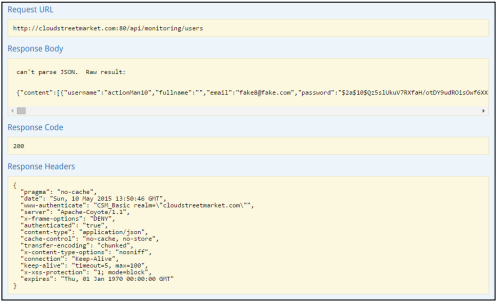 Request URL
http://cloudstreetmarket.com:80/api/monitoring/users
Response Body
can't parse JSON. Raw result:
{"content":[{"username":"actionMan10","fullname":"","email":"fake8@fake.com","password":
Response Code
200
Response Headers
{
"pragma": "no-cache",
"date": "Sun, 10 May 2015 13:50:46 GMT",
"www-authenticate": "CSM_Basic realm=\"cloudstreetmarket.com\"",
"server": "Apache-Coyote/1.1",
"x-frame-options": "DENY",
"authenticated": "true",
"content-type": "application/json",
"cache-control": "no-cache, no-store",
"transfer-encoding": "chunked",
"x-content-type-options": "nosniff",
"connection": "Keep-Alive",
"keep-alive": "timeout=5, max=100",
"x-xss-protection": "1; mode=block",
"expires": "Thu, 01 Jan 1970 00:00:00 GMT"
}